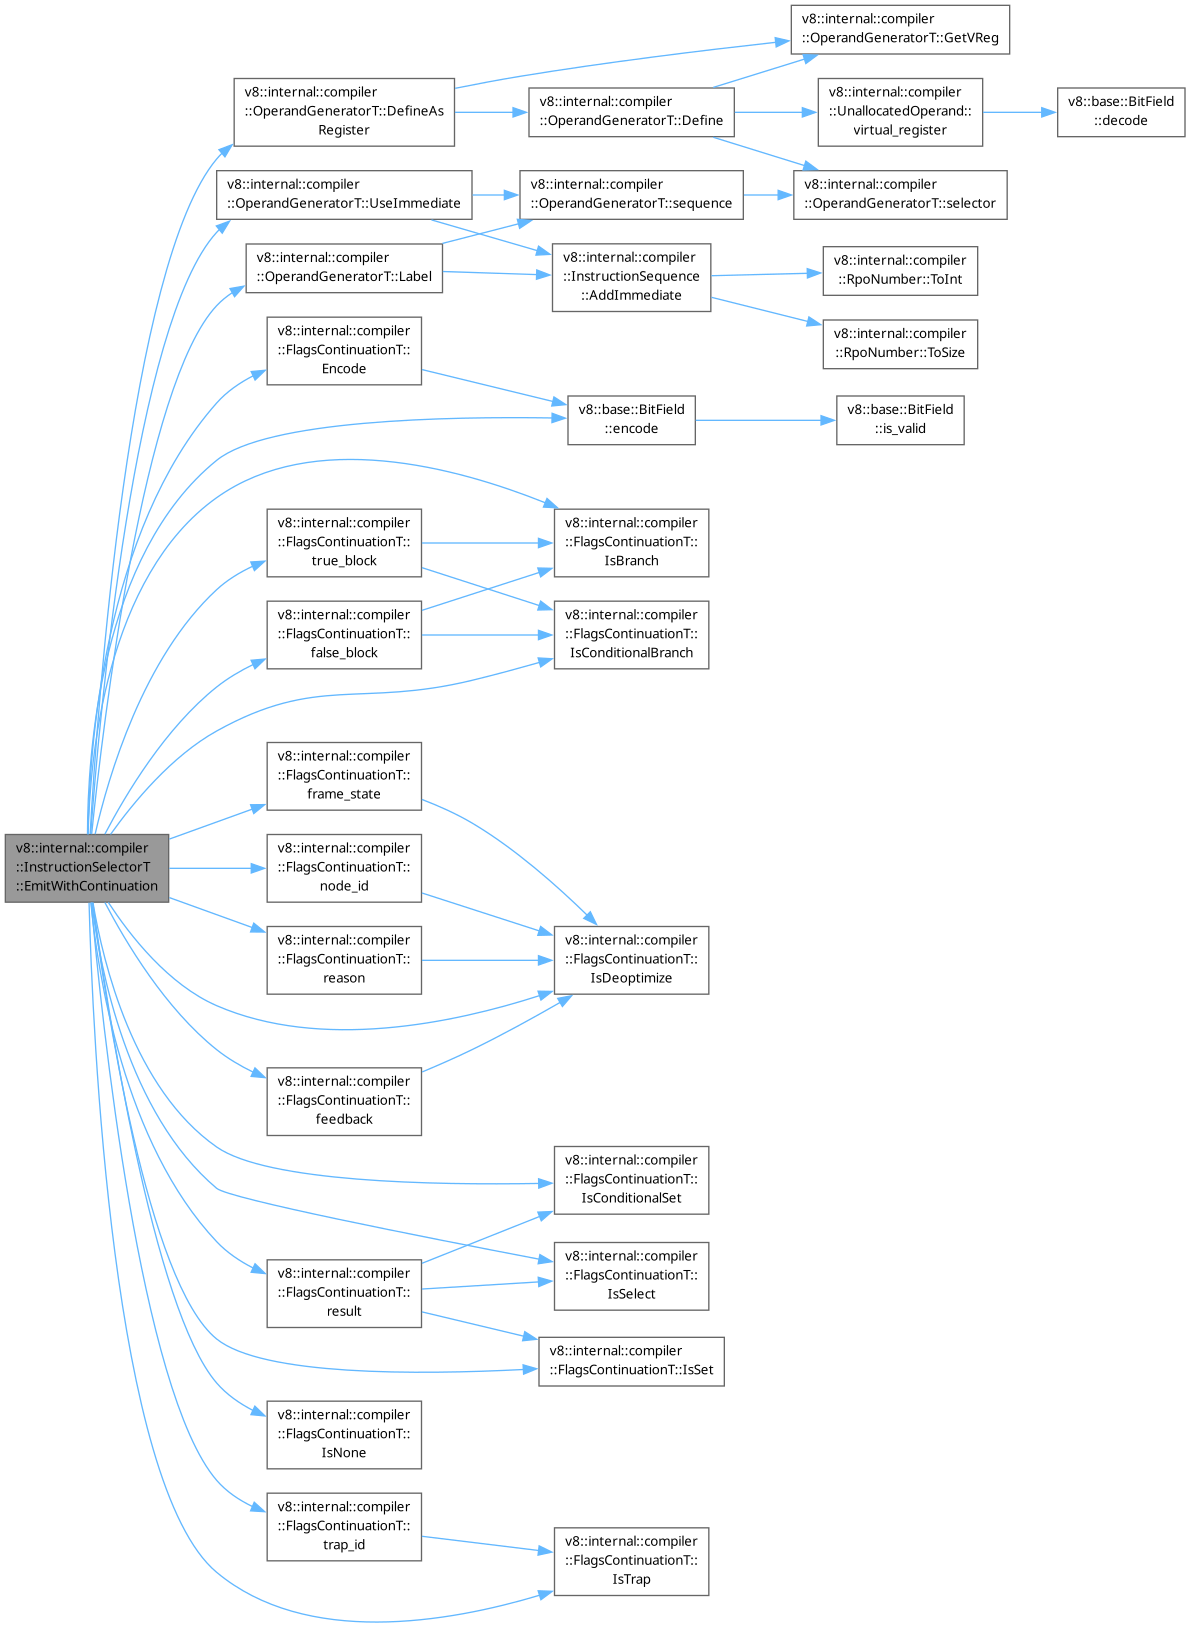 v8::internal::compiler
::InstructionSelectorT
::EmitWithContinuation
v8::internal::compiler
::OperandGeneratorT::DefineAs
Register
v8::internal::compiler
::OperandGeneratorT::GetVReg
v8::internal::compiler
::OperandGeneratorT::Define
v8::internal::compiler
::UnallocatedOperand::
virtual_register
v8::base::BitField
::decode
v8::internal::compiler
::OperandGeneratorT::selector
v8::internal::compiler
::OperandGeneratorT::UseImmediate
v8::internal::compiler
::OperandGeneratorT::sequence
v8::internal::compiler
::InstructionSequence
::AddImmediate
v8::internal::compiler
::RpoNumber::ToInt
v8::internal::compiler
::RpoNumber::ToSize
v8::internal::compiler
::OperandGeneratorT::Label
v8::internal::compiler
::FlagsContinuationT::
Encode
v8::base::BitField
::encode
v8::base::BitField
::is_valid
v8::internal::compiler
::FlagsContinuationT::
IsBranch
v8::internal::compiler
::FlagsContinuationT::
true_block
v8::internal::compiler
::FlagsContinuationT::
false_block
v8::internal::compiler
::FlagsContinuationT::
IsConditionalBranch
v8::internal::compiler
::FlagsContinuationT::
frame_state
v8::internal::compiler
::FlagsContinuationT::
node_id
v8::internal::compiler
::FlagsContinuationT::
reason
v8::internal::compiler
::FlagsContinuationT::
IsDeoptimize
v8::internal::compiler
::FlagsContinuationT::
feedback
v8::internal::compiler
::FlagsContinuationT::
IsConditionalSet
v8::internal::compiler
::FlagsContinuationT::
IsSelect
v8::internal::compiler
::FlagsContinuationT::
result
v8::internal::compiler
::FlagsContinuationT::IsSet
v8::internal::compiler
::FlagsContinuationT::
IsNone
v8::internal::compiler
::FlagsContinuationT::
trap_id
v8::internal::compiler
::FlagsContinuationT::
IsTrap